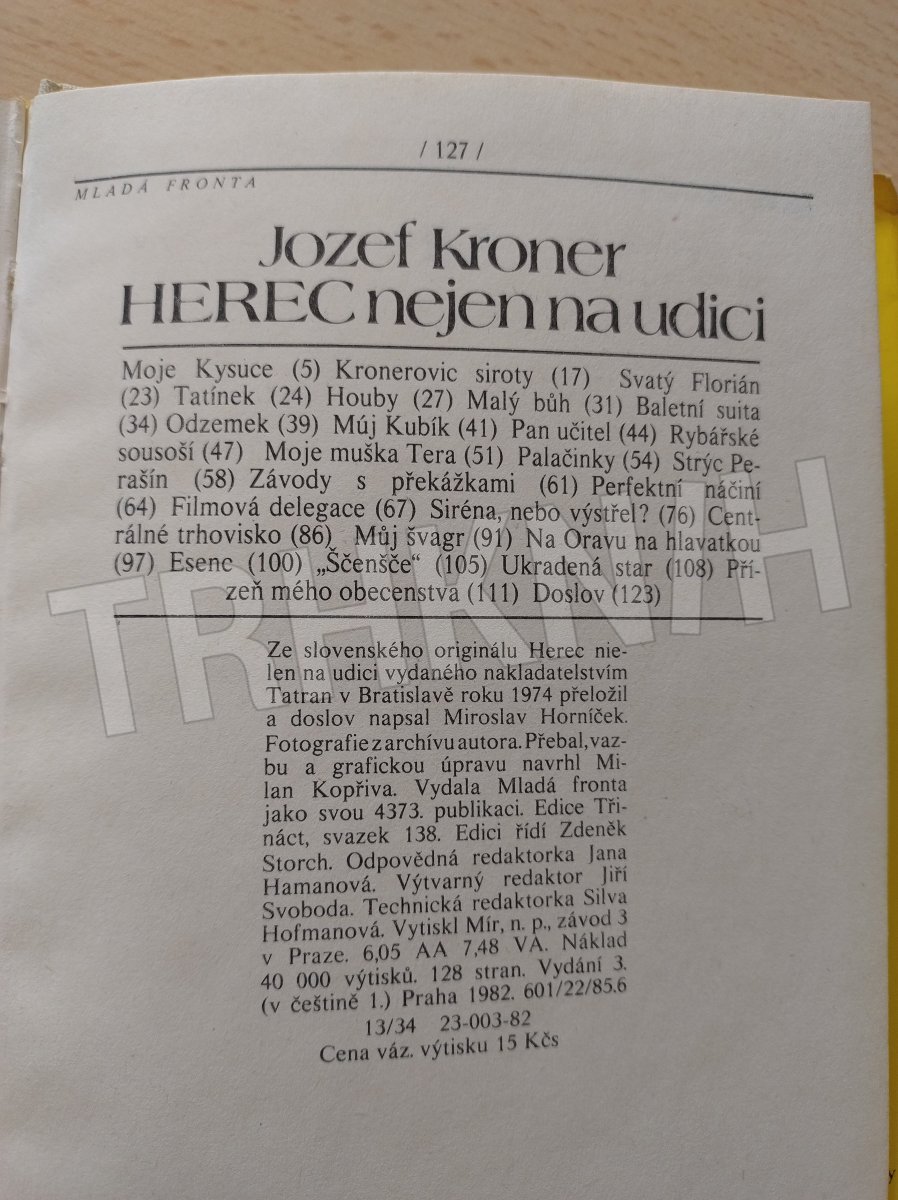 / 127 /
MLADÁ FRONTA
Jozef Kroner
HEREC nejen na udici
Moje Kysuce (5) Kronerovic siroty (17) Svatý Florián
(23) Tatínek (24) Houby (27) Malý bůh (31) Baletní suita
(34) Odzemek (39) Můj Kubík (41) Pan učitel (44) Rybářské
sousoší (47) Moje muška Tera (51) Palačinky (54) Strýc Pe-
rašín (58) Závody s překážkami (61) Perfektní náčiní
(64) Filmová delegace (67) Siréna, nebo výstřel? (76) Cent-
rálné trhovisko (86) Můj švagr (91) Na Oravu na hlavatkou
(97) Esenc (100) „Ščenšče“ (105) Ukradená star (108) Pří-
zeň mého obecenstva (111) Doslov (123)
Ze slovenského originálu Herec nie-
len na udici vydaného nakladatelstvím
Tatran v Bratislavě roku 1974 přeložil
a doslov napsal Miroslav Horníček.
Fotografie z archívu autora. Přebal, vaz-
bu a grafickou úpravu navrhl Mi-
lan Kopřiva. Vydala Mladá fronta
jako svou 4373. publikaci. Edice Tři-
náct, svazek 138. Edici řídí Zdeněk
Storch. Odpovědná redaktorka Jana
Hamanová. Výtvarný redaktor Jiří
Svoboda. Technická redaktorka Silva
Hofmanová. Vytiskl Mír, n. p., závod 3
v Praze. 6,05 AA 7,48 VA. Náklad
40 000 výtisků. 128 stran. Vydání 3.
(v češtině 1.) Praha 1982. 601/22/85.6
13/34 23-003-82
Cena váz. výtisku 15 Kčs
TRHKNIH